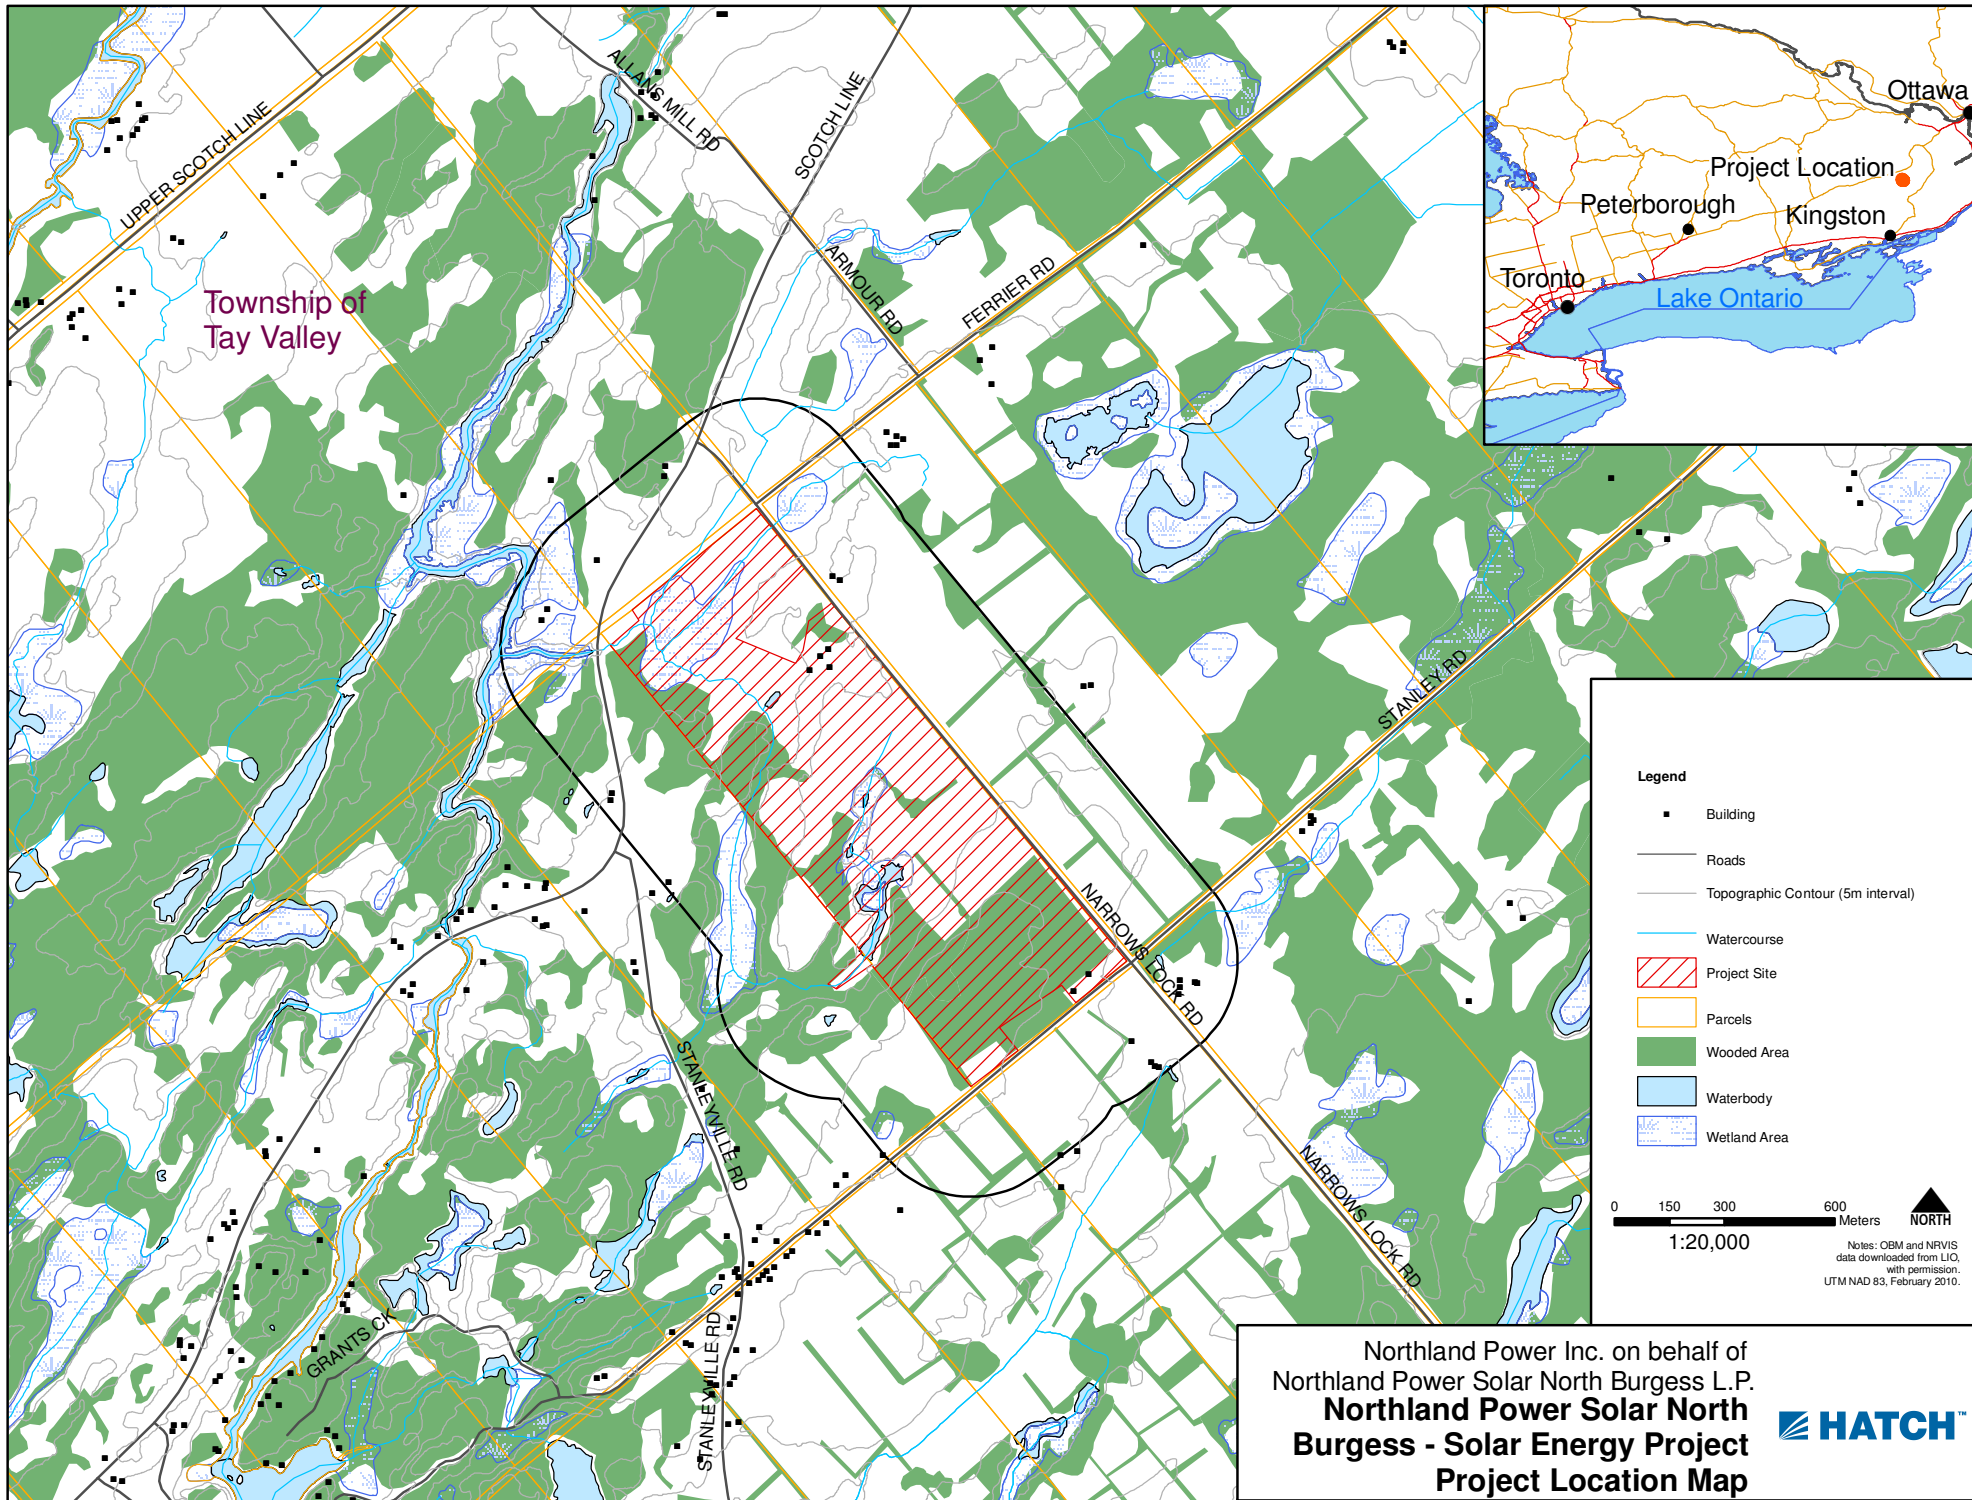 ALLANS MILL RD
SCOTCH LINE
UPPER SCOTCH LINE
Township of
Tay Valley
ARMOUR RD
FERRIER RD
STANLEY RD
NARROWS LOCK RD
STANLEYVILLE RD
NARROWS LOCK RD
GRANTS CK
STANLEYVILLE RD
Ottawa
Project Location
Peterborough
Kingston
Toronto
Lake Ontario
Legend
Building
Roads
Topographic Contour (5m interval)
Watercourse
Project Site
Parcels
Wooded Area
Waterbody
Wetland Area
0 150 300 600
Meters
1:20,000
NORTH
Notes: OBM and NRVIS
data downloaded from LIO,
with permission.
UTM NAD 83, February 2010.
Northland Power Inc. on behalf of
Northland Power Solar North Burgess L.P.
Northland Power Solar North
Burgess - Solar Energy Project
Project Location Map
HATCH™